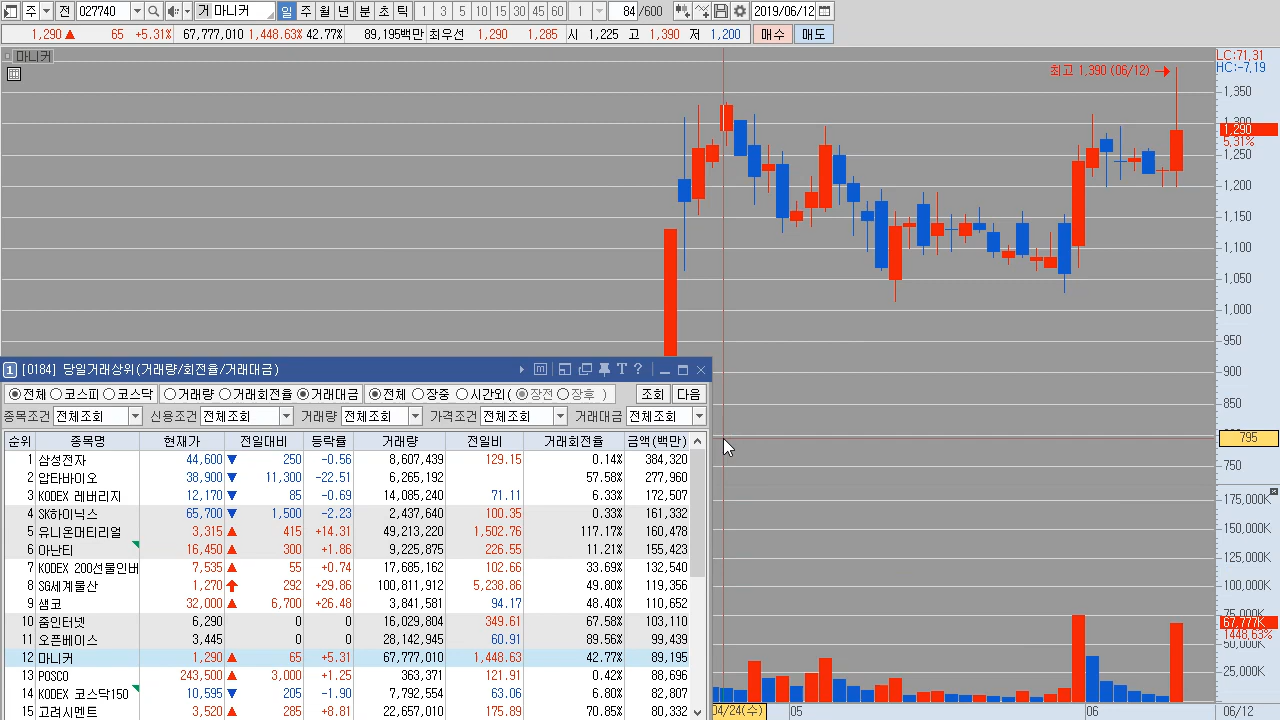 주 전 027740 거 마니커 일 주 월 년 분 초 틱 1 3 5 10 15 30 45 60 1 84 /600 2019/06/12
1,290 ▲ 65 +5.31% 67,777,010 1,448.63% 42.77% 89,195백만 최우선 1,290 1,285 시 1,225 고 1,390 저 1,200 매수 매도
마니커
LC:71,31
HC:-7,19
최고 1,390 (06/12)
1,350
1,300
1,290
5,31%
1,250
1,200
1,150
1,100
1,050
1,000
950
900
850
795
750
175,000K
150,000K
125,000K
100,000K
75,000K
67,777K
1448,63%
50,000K
25,000K
04/24(수) 05 06 06/12
1 [0184] 당일거래상위(거래량/회전율/거래대금) T ?
전체 코스피 코스닥 거래량 거래회전율 거래대금 전체 장중 시간외( 장전 장후 ) 조회 다음
종목조건 전체조회 신용조건 전체조회 거래량 전체조회 가격조건 전체조회 거래대금 전체조회
순위 종목명 현재가 전일대비 등락률 거래량 전일비 거래회전율 금액(백만)
1 삼성전자 44,600 ▼ 250 -0.56 8,607,439 129.15 0.14% 384,320
2 압타바이오 38,900 ▼ 11,300 -22.51 6,265,192 57.58% 277,960
3 KODEX 레버리지 12,170 ▼ 85 -0.69 14,085,240 71.11 6.33% 172,507
4 SK하이닉스 65,700 ▼ 1,500 -2.23 2,437,640 100.35 0.33% 161,332
5 유니온머티리얼 3,315 ▲ 415 +14.31 49,213,220 1,502.76 117.17% 160,478
6 아난티 16,450 ▲ 300 +1.86 9,225,875 226.55 11.21% 155,423
7 KODEX 200선물인버 7,535 ▲ 55 +0.74 17,685,162 102.66 33.69% 132,540
8 SG세계물산 1,270 ⬆ 292 +29.86 100,811,912 5,238.86 49.80% 119,356
9 샘코 32,000 ▲ 6,700 +26.48 3,841,581 94.17 48.40% 110,652
10 줌인터넷 6,290 0 0 16,029,804 349.61 67.58% 103,110
11 오픈베이스 3,445 0 0 28,142,945 60.91 89.56% 99,439
12 마니커 1,290 ▲ 65 +5.31 67,777,010 1,448.63 42.77% 89,195
13 POSCO 243,500 ▲ 3,000 +1.25 363,371 121.91 0.42% 88,696
14 KODEX 코스닥150 10,595 ▼ 205 -1.90 7,792,554 63.06 6.80% 82,807
15 고려시멘트 3,520 ▲ 285 +8.81 22,657,010 70.85% 80,332